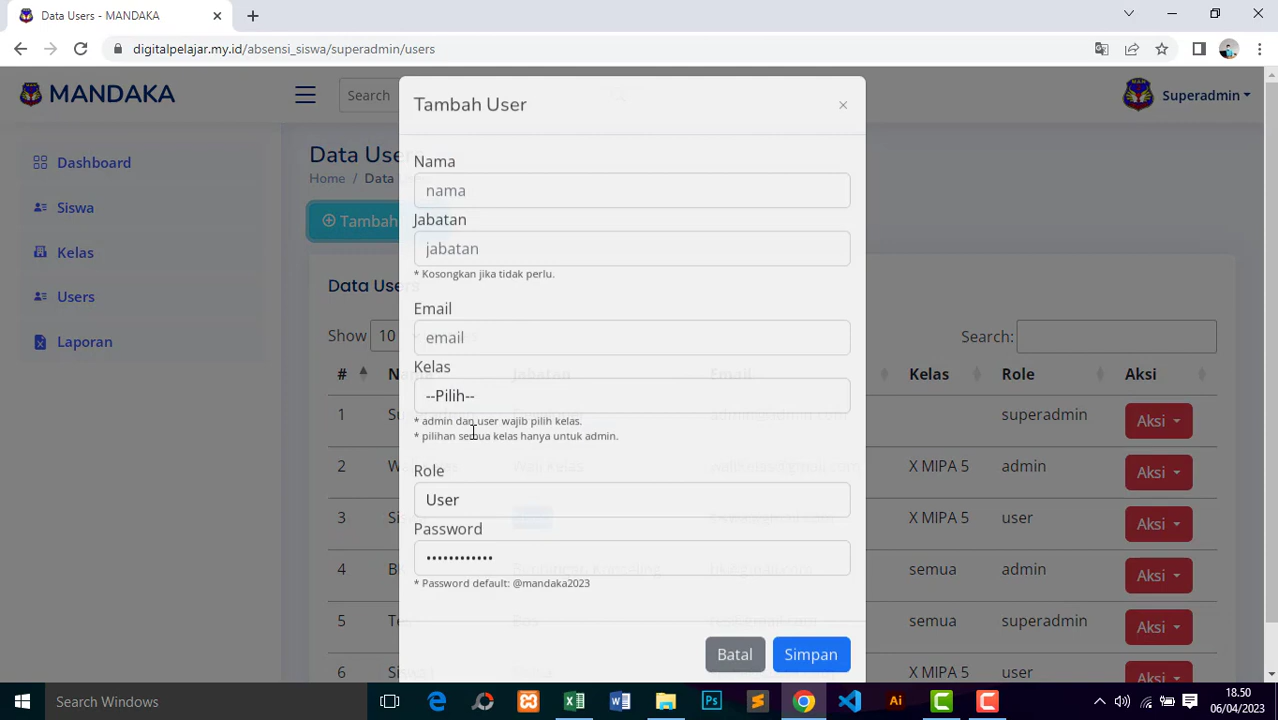 Data Users - MANDAKA
digitalpelajar.my.id/absensi_siswa/superadmin/users
MANDAKA
Search
Superadmin
Dashboard
Siswa
Kelas
Users
Laporan
Data Users
Home / Data
Tambah
Data Users
Show 10
Search:
# Jabatan Email Kelas Role Aksi
1 superadmin Aksi
2 X MIPA 5 admin Aksi
3 X MIPA 5 user Aksi
4 semua admin Aksi
5 semua superadmin Aksi
6 X MIPA 5 user Aksi
Tambah User
×
Nama
nama
Jabatan
jabatan
* Kosongkan jika tidak perlu.
Email
email
Kelas
--Pilih--
* admin dan user wajib pilih kelas.
* pilihan semua kelas hanya untuk admin.
Role
User
Password
••••••••••••
* Password default: @mandaka2023
Batal Simpan
Search Windows
Ps
Ai
18.50
06/04/2023